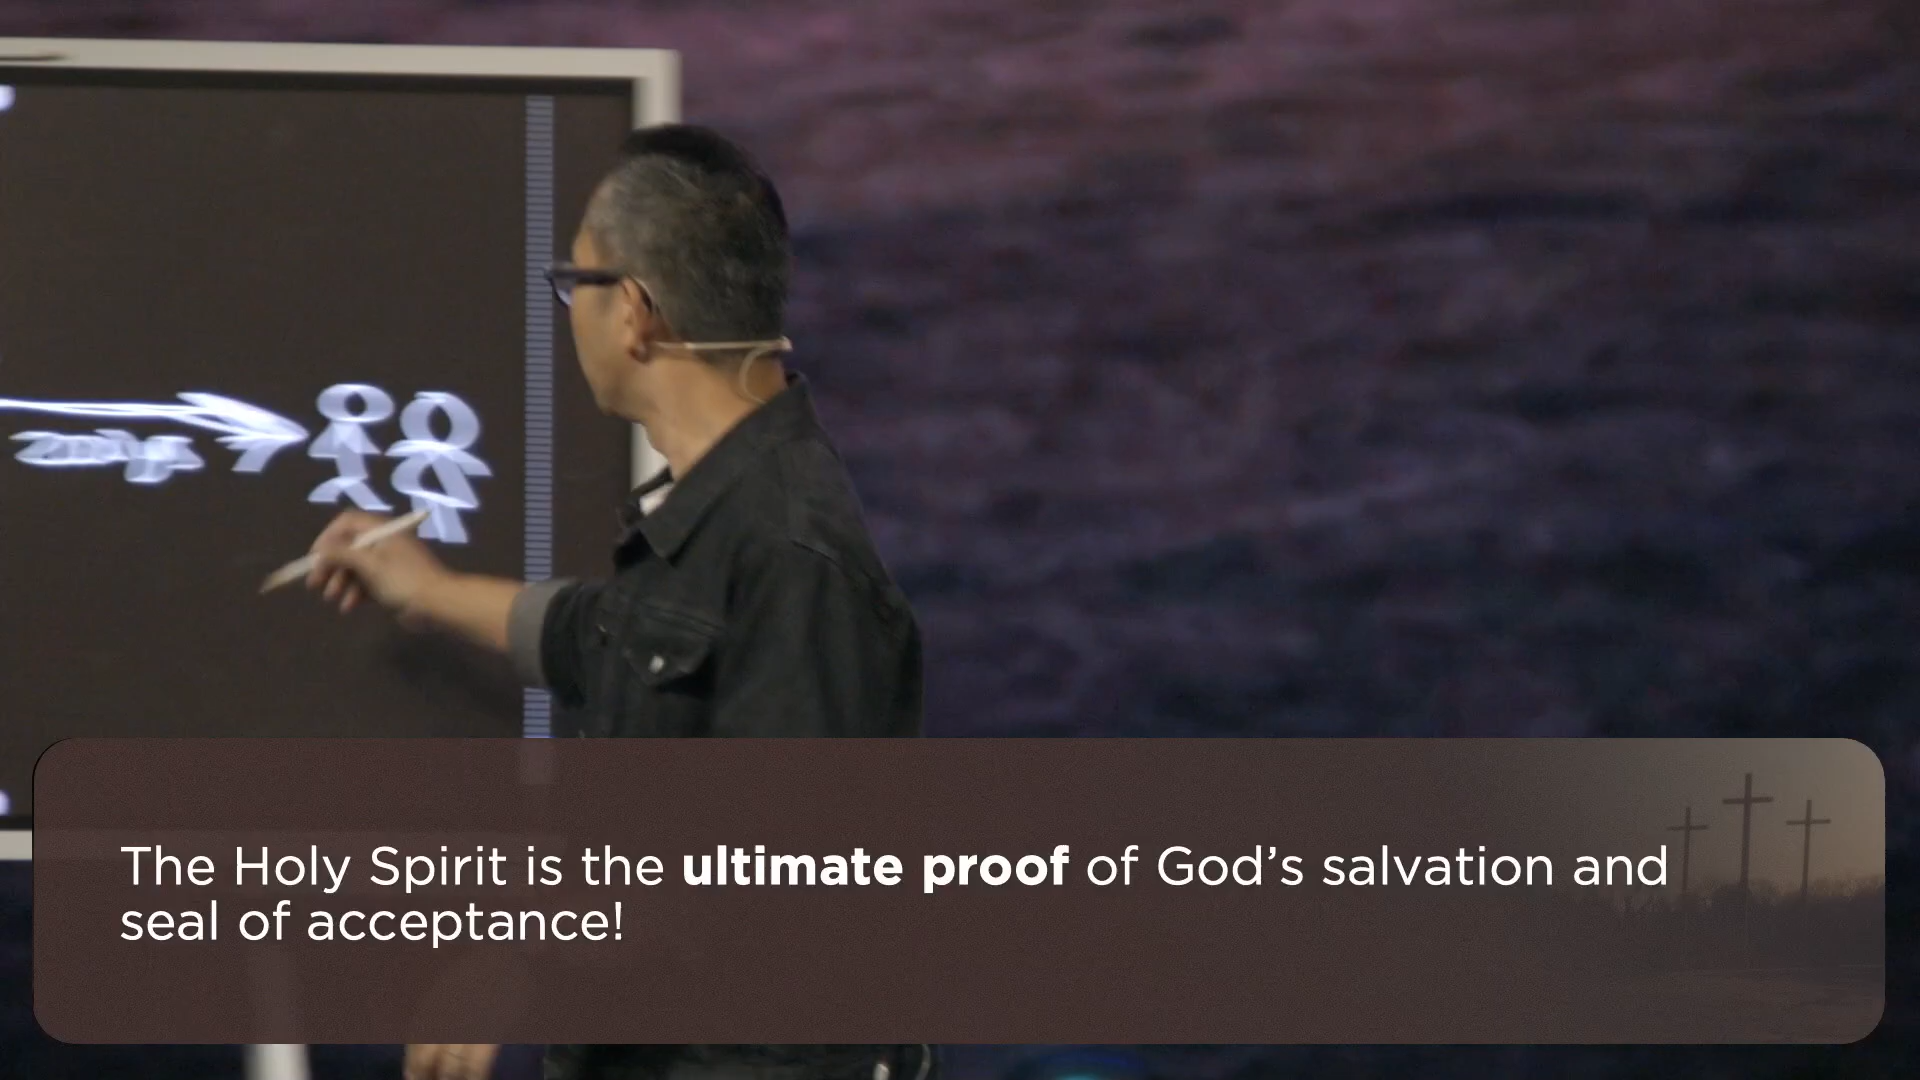 The Holy Spirit is the ultimate proof of God’s salvation and
seal of acceptance!